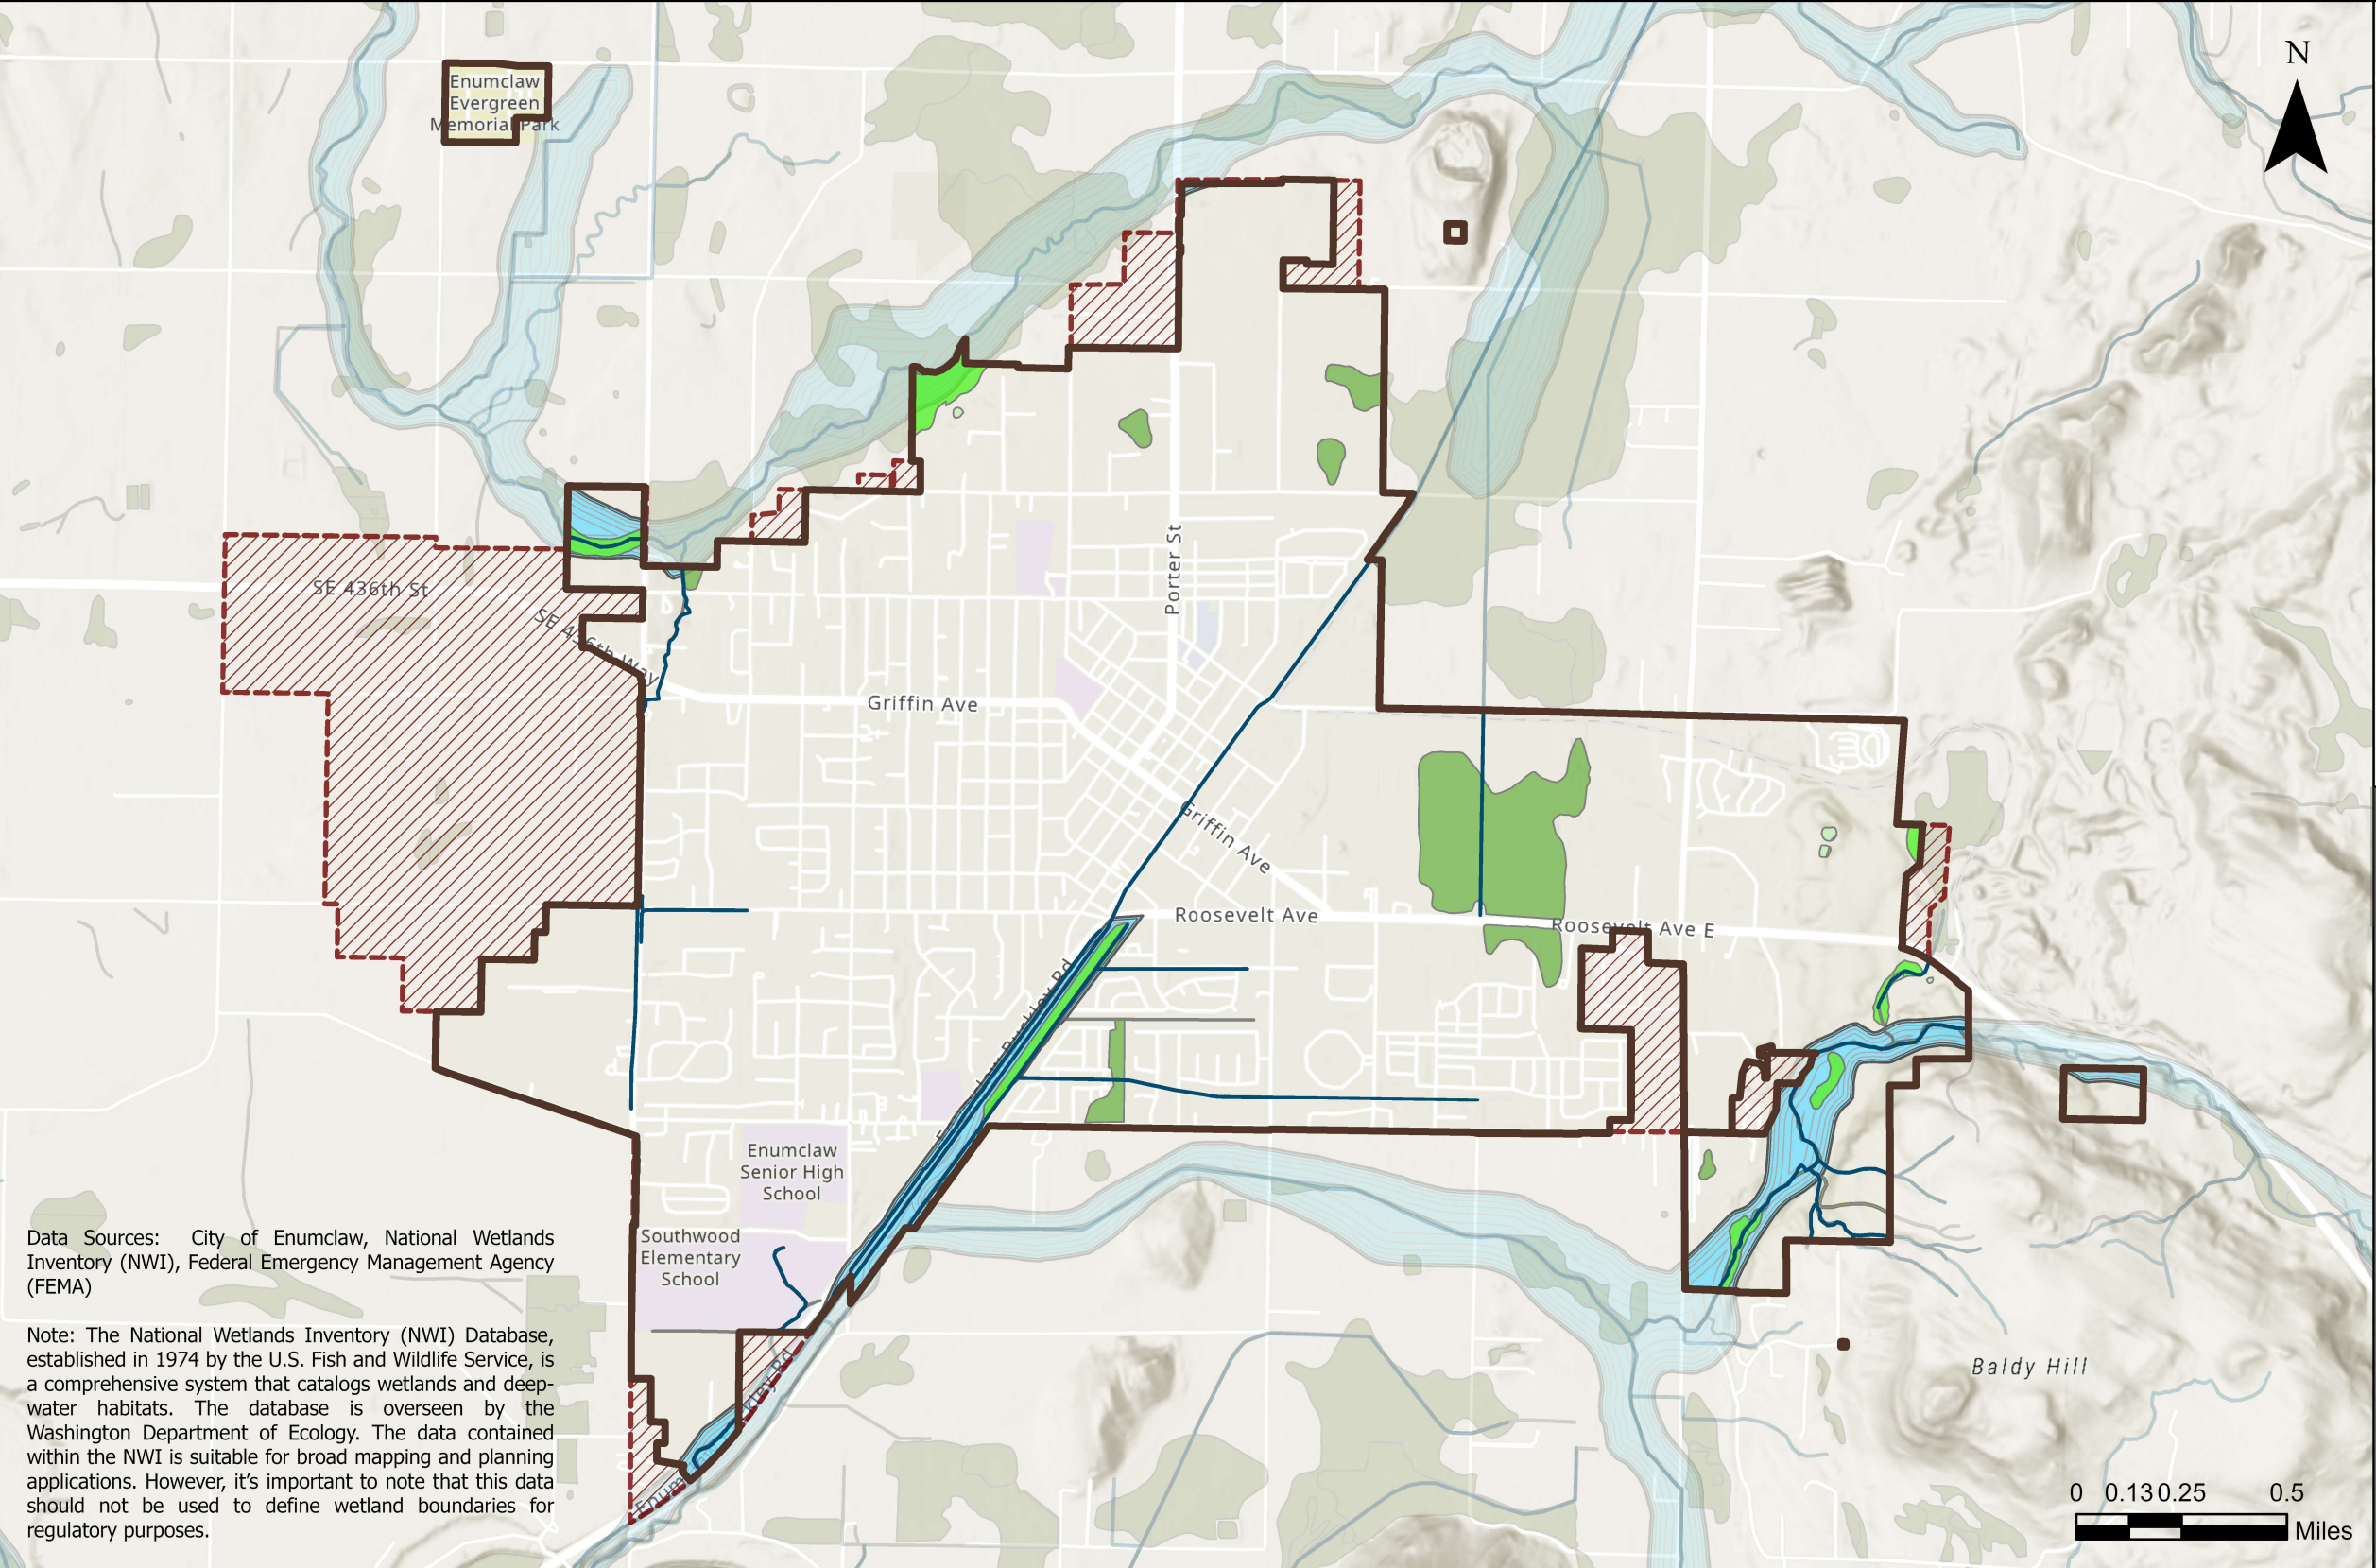 N
Enumclaw
Evergreen
Memorial Park
SE 436th St
SE 436th Way
Porter St
Griffin Ave
Griffin Ave
Roosevelt Ave
Roosevelt Ave E
Enumclaw Buckley Rd
Enumclaw
Senior High
School
Southwood
Elementary
School
Baldy Hill
Data Sources: City of Enumclaw, National Wetlands
Inventory (NWI), Federal Emergency Management Agency
(FEMA)
Note: The National Wetlands Inventory (NWI) Database,
established in 1974 by the U.S. Fish and Wildlife Service, is
a comprehensive system that catalogs wetlands and deep-
water habitats. The database is overseen by the
Washington Department of Ecology. The data contained
within the NWI is suitable for broad mapping and planning
applications. However, it’s important to note that this data
should not be used to define wetland boundaries for
regulatory purposes.
0 0.13 0.25 0.5
Miles